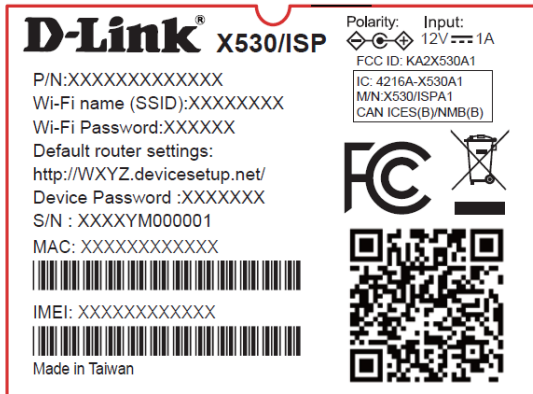 D-Link® X530/ISP
P/N:XXXXXXXXXXXXX
Wi-Fi name (SSID):XXXXXXXX
Wi-Fi Password:XXXXXX
Default router settings:
http://WXYZ.devicesetup.net/
Device Password :XXXXXXX
S/N : XXXXYM000001
MAC: XXXXXXXXXXXX
IMEI: XXXXXXXXXXXX
Made in Taiwan
Polarity: Input:
12V 1A
FCC ID: KA2X530A1
IC: 4216A-X530A1
M/N:X530/ISPA1
CAN ICES(B)/NMB(B)
FC